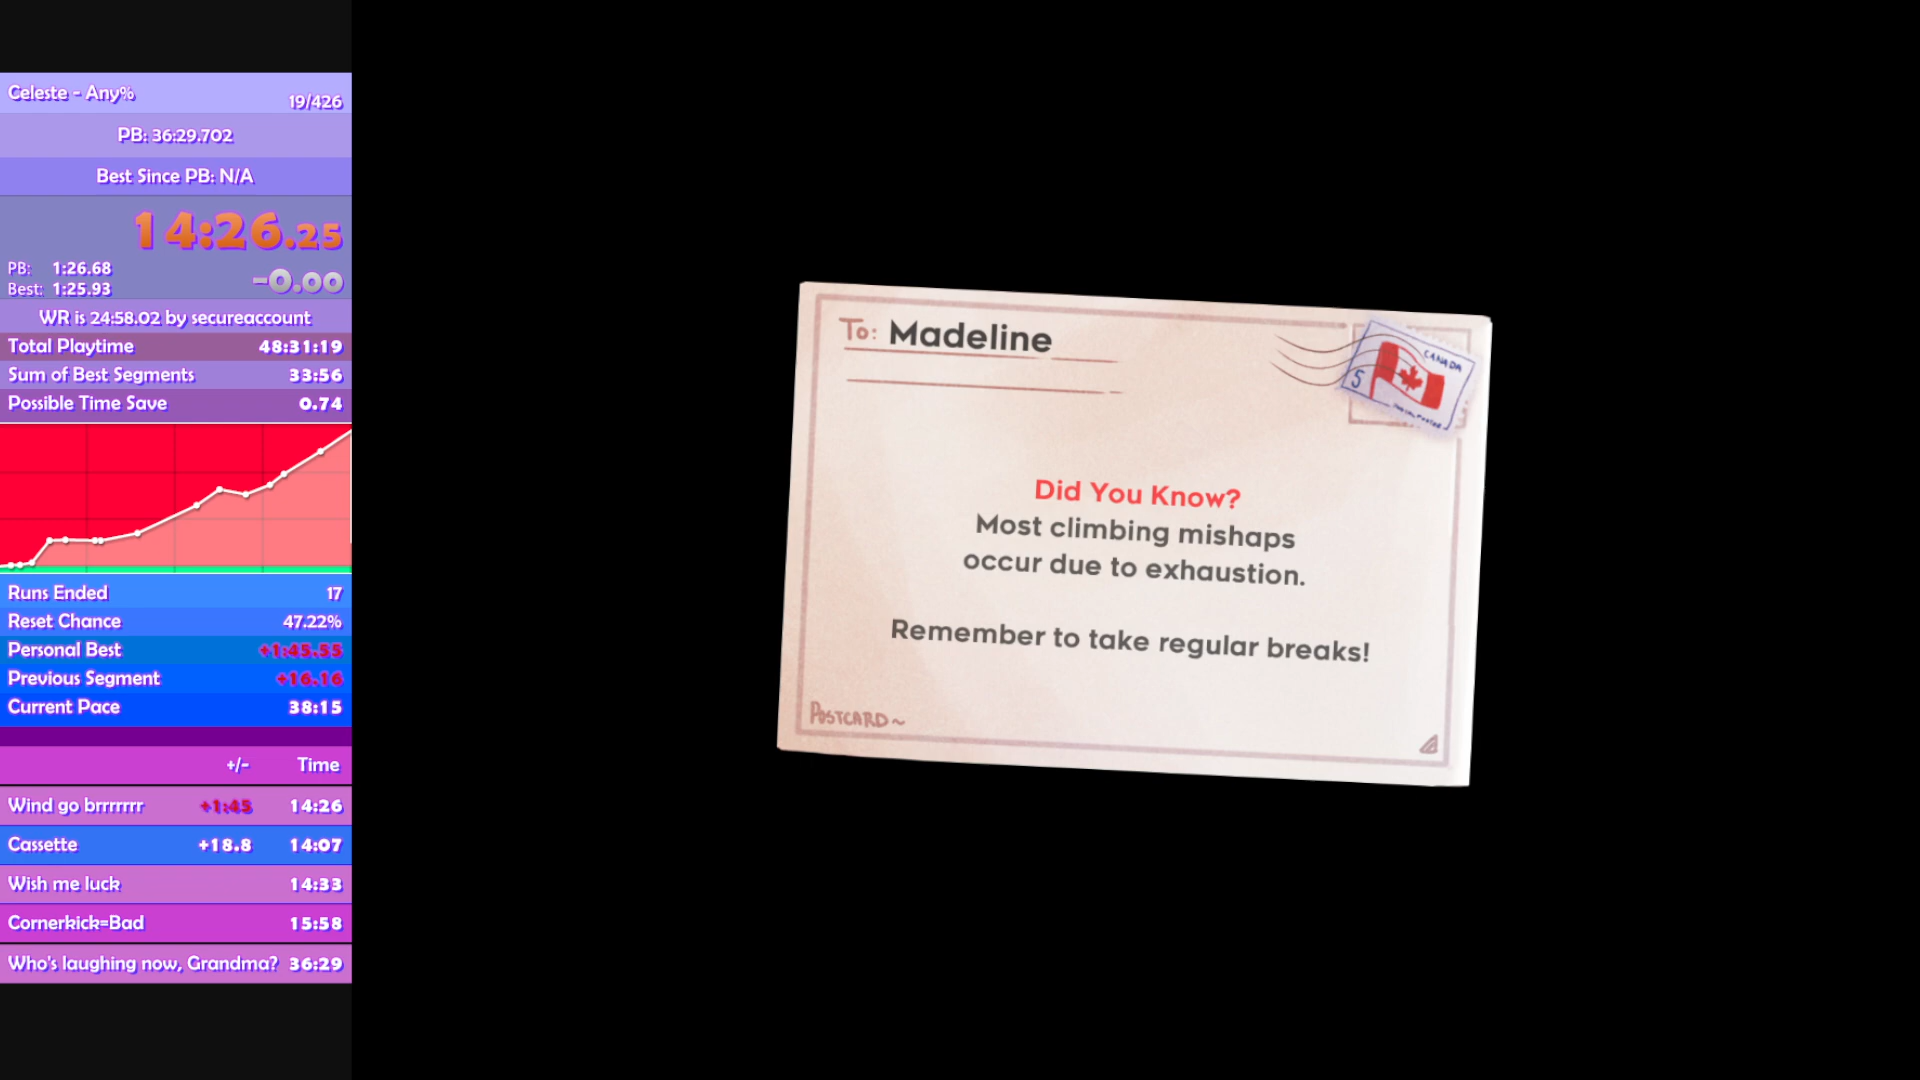 Celeste - Any%
19/426
PB: 36:29.702
Best Since PB: N/A
14:26.25
PB: 1:26.68
Best: 1:25.93
-0.00
WR is 24:58.02 by secureaccount
Total Playtime 48:31:19
Sum of Best Segments 33:56
Possible Time Save 0.74
Runs Ended 17
Reset Chance 47.22%
Personal Best +1:45.55
Previous Segment +16.16
Current Pace 38:15
+/- Time
Wind go brrrrrrr +1:45 14:26
Cassette +18.8 14:07
Wish me luck 14:33
Cornerkick=Bad 15:58
Who's laughing now, Grandma? 36:29
To: Madeline
CANADA
5
Did You Know?
Most climbing mishaps
occur due to exhaustion.
Remember to take regular breaks!
POSTCARD~